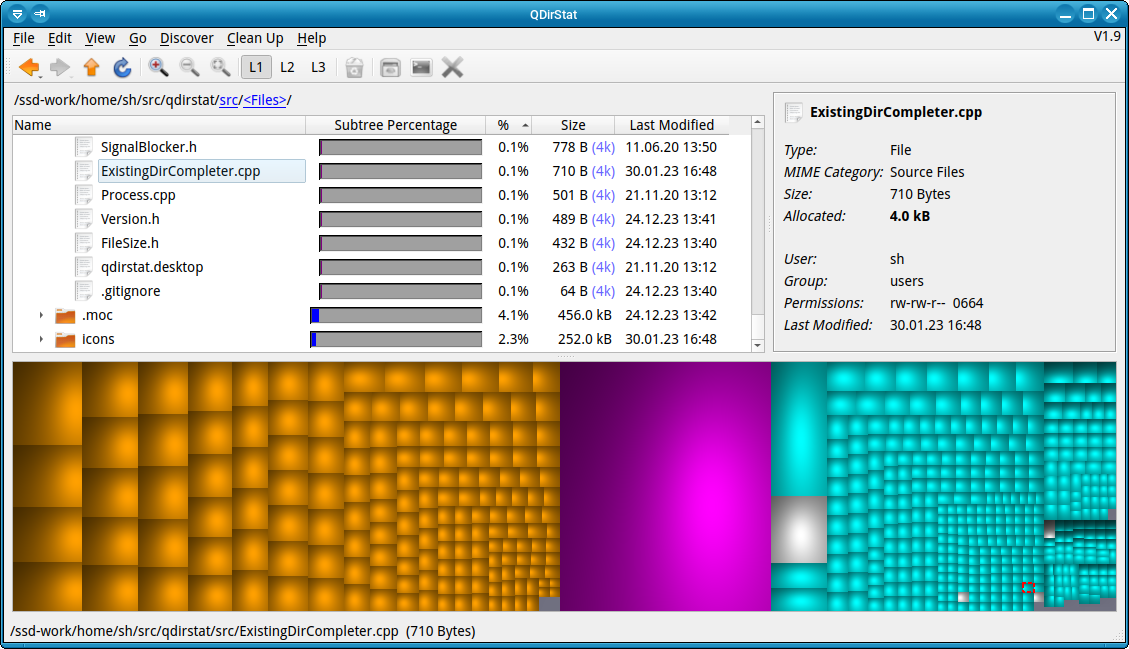 QDirStat
File Edit View Go Discover Clean Up Help V1.9
L1 L2 L3
/ssd-work/home/sh/src/qdirstat/src/<Files>/
Name Subtree Percentage % Size Last Modified
SignalBlocker.h 0.1% 778 B (4k) 11.06.20 13:50
ExistingDirCompleter.cpp 0.1% 710 B (4k) 30.01.23 16:48
Process.cpp 0.1% 501 B (4k) 21.11.20 13:12
Version.h 0.1% 489 B (4k) 24.12.23 13:41
FileSize.h 0.1% 432 B (4k) 24.12.23 13:40
qdirstat.desktop 0.1% 263 B (4k) 21.11.20 13:12
.gitignore 0.1% 64 B (4k) 24.12.23 13:40
.moc 4.1% 456.0 kB 24.12.23 13:42
icons 2.3% 252.0 kB 30.01.23 16:48
ExistingDirCompleter.cpp
Type: File
MIME Category: Source Files
Size: 710 Bytes
Allocated: 4.0 kB
User: sh
Group: users
Permissions: rw-rw-r-- 0664
Last Modified: 30.01.23 16:48
/ssd-work/home/sh/src/qdirstat/src/ExistingDirCompleter.cpp (710 Bytes)